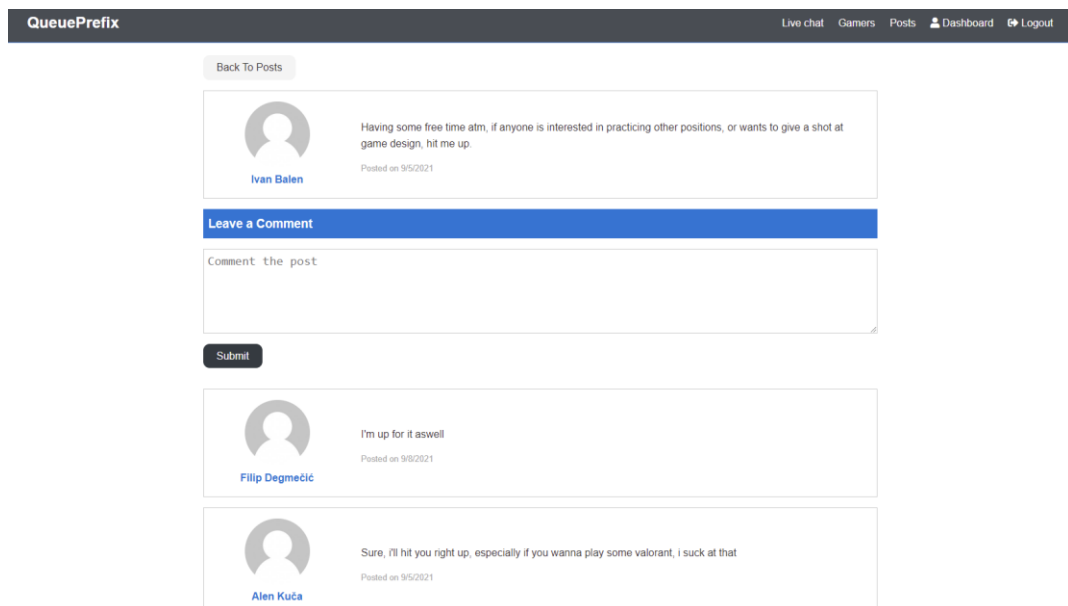 QueuePrefix
Live chat Gamers Posts Dashboard Logout
Back To Posts
Having some free time atm, if anyone is interested in practicing other positions, or wants to give a shot at
game design, hit me up.
Posted on 9/5/2021
Ivan Balen
Leave a Comment
Comment the post
Submit
I'm up for it aswell
Posted on 9/8/2021
Filip Degmečić
Sure, i'll hit you right up, especially if you wanna play some valorant, i suck at that
Posted on 9/5/2021
Alen Kuča